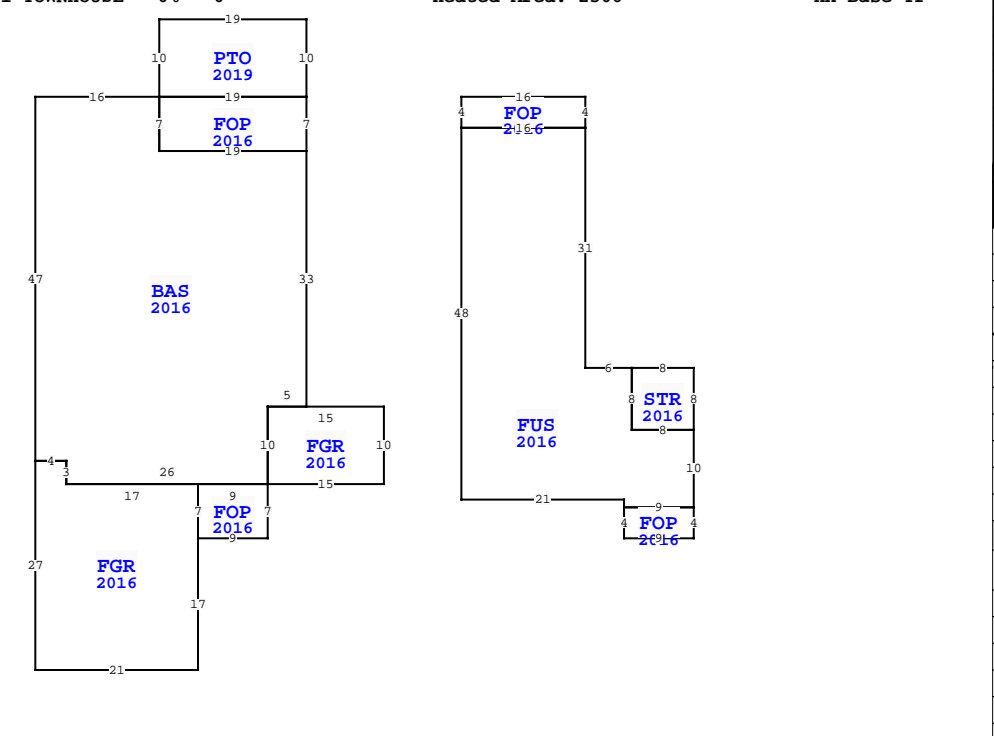 19
10 PTO 10
2019
16 19 16
7 FOP 7 4 FOP 4
2016 16
19
31
47 BAS 33
2016
48
6 8
5 8 STR 8
15 2016
FUS 8
10 FGR 10 2016
2016
4 26 10
3
15
17 9 21
7 FOP 7 9
2016 4 FOP 4
9 9
27 FGR
2016
17
21